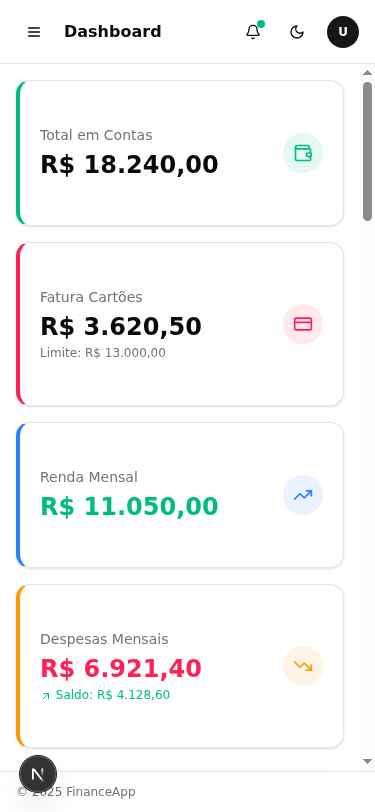 Dashboard
U
Total em Contas
R$ 18.240,00
Fatura Cartões
R$ 3.620,50
Limite: R$ 13.000,00
Renda Mensal
R$ 11.050,00
Despesas Mensais
R$ 6.921,40
Saldo: R$ 4.128,60
N
© 2025 FinanceApp